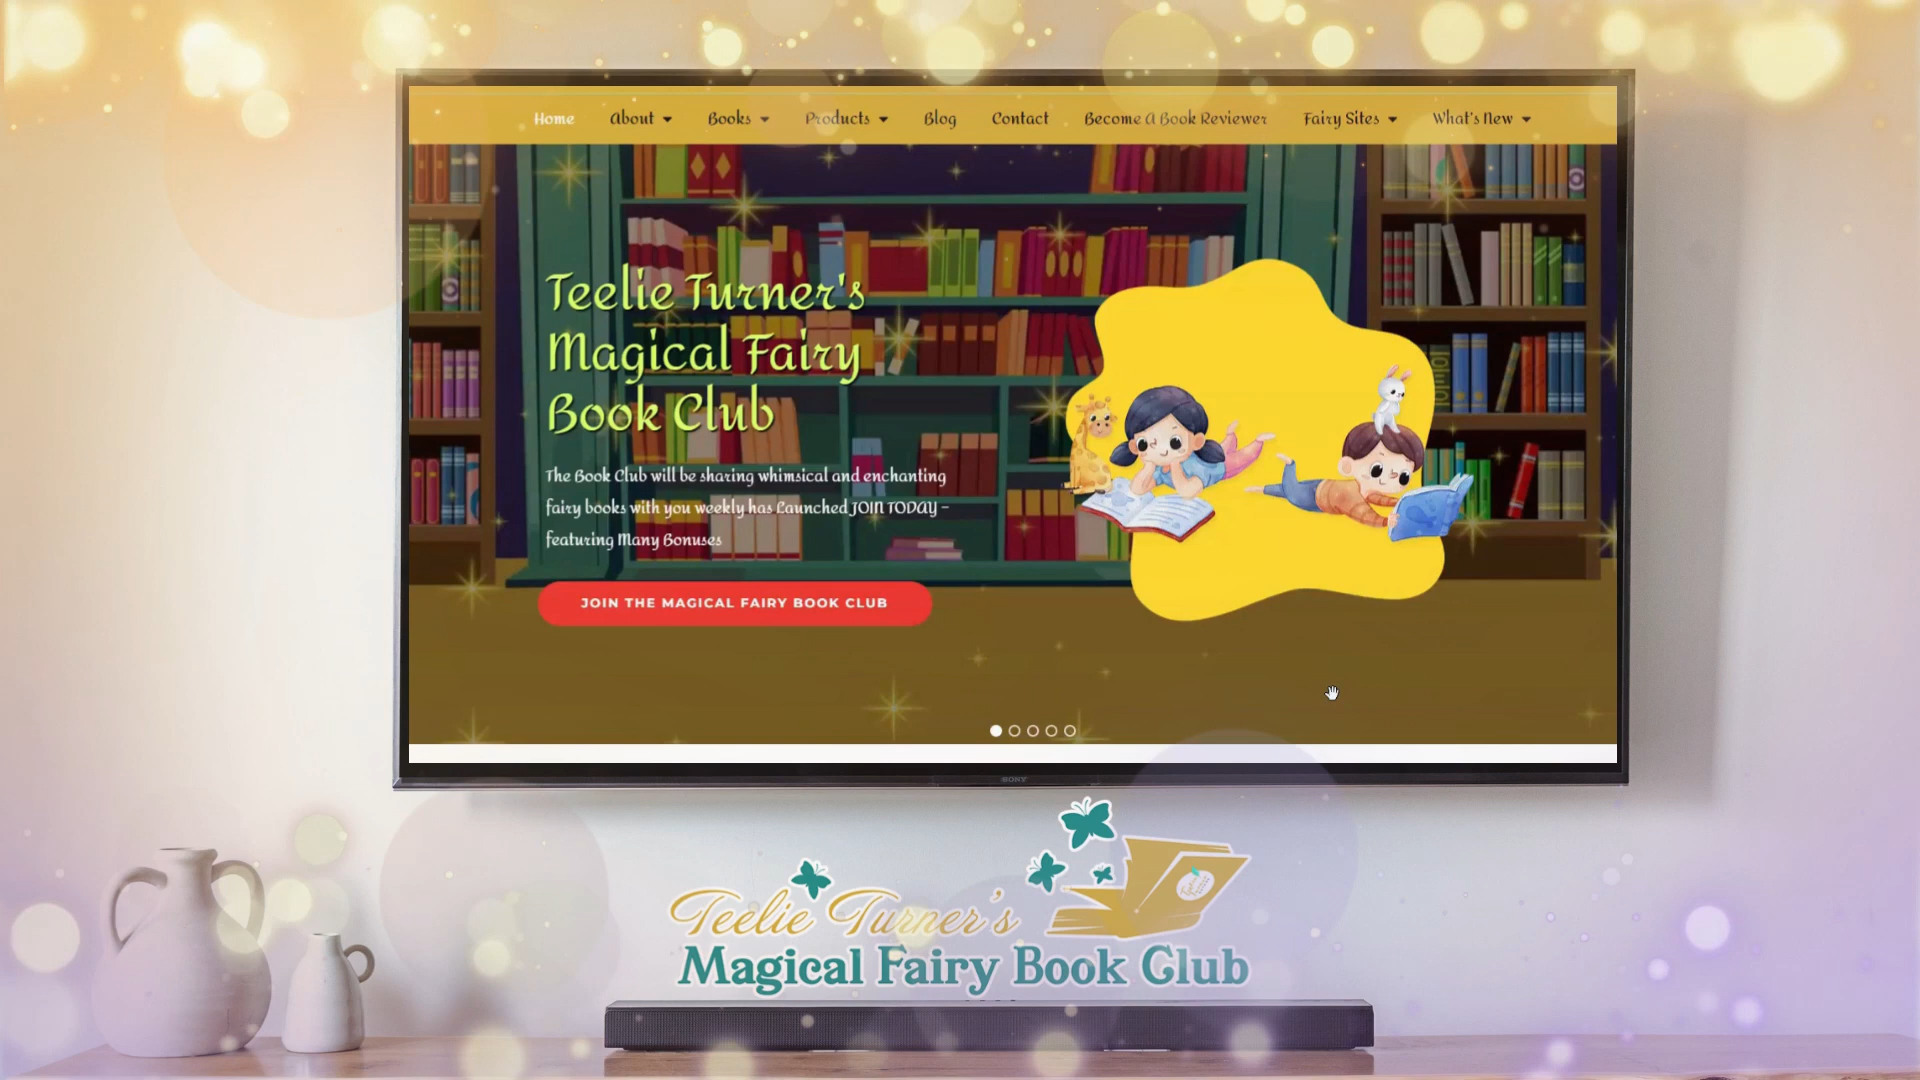 Home About Books Products Blog Contact Become A Book Reviewer Fairy Sites What's New
Teelie Turner's
Magical Fairy
Book Club
The Book Club will be sharing whimsical and enchanting
fairy books with you weekly has Launched JOIN TODAY –
featuring Many Bonuses
JOIN THE MAGICAL FAIRY BOOK CLUB
SONY
Teelie Turner's
Magical Fairy Book Club